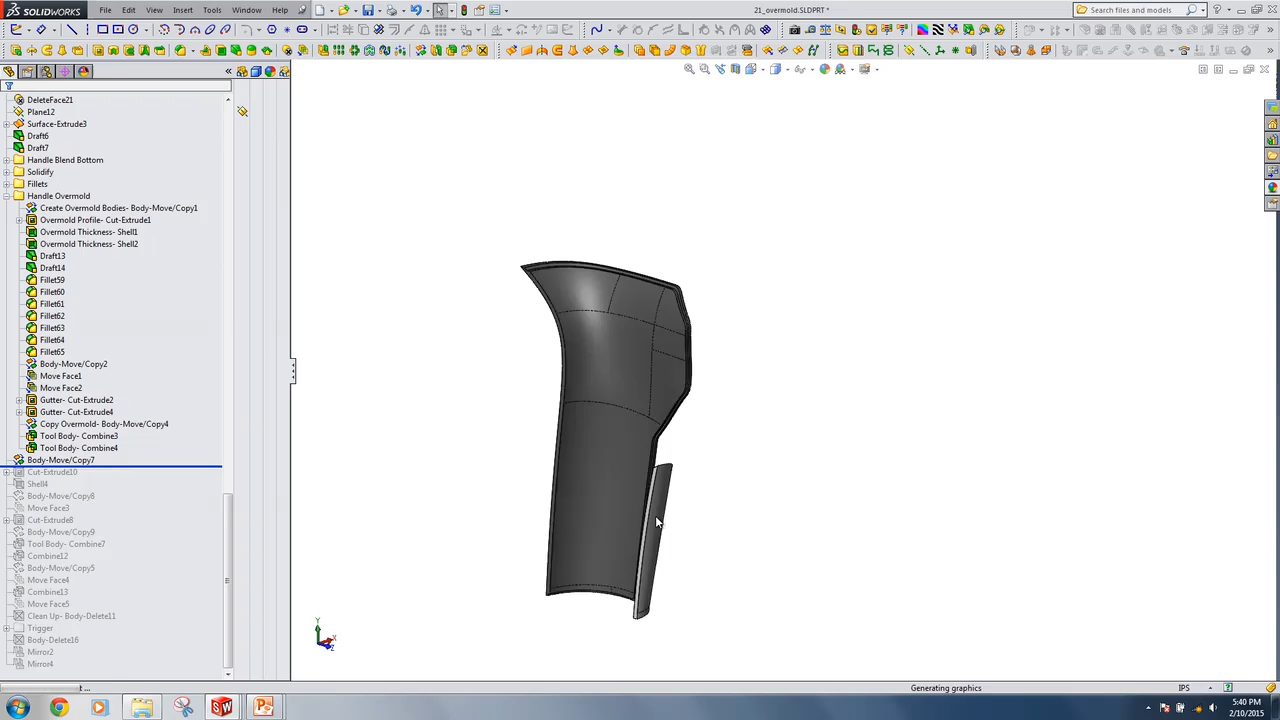 SOLIDWORKS
File Edit View Insert Tools Window Help
21_overmold.SLDPRT *
Search files and models
DeleteFace21
Plane12
Surface-Extrude3
Draft6
Draft7
Handle Blend Bottom
Solidify
Fillets
Handle Overmold
Create Overmold Bodies- Body-Move/Copy1
Overmold Profile- Cut-Extrude1
Overmold Thickness- Shell1
Overmold Thickness- Shell2
Draft13
Draft14
Fillet59
Fillet60
Fillet61
Fillet62
Fillet63
Fillet64
Fillet65
Body-Move/Copy2
Move Face1
Move Face2
Gutter- Cut-Extrude2
Gutter- Cut-Extrude4
Copy Overmold- Body-Move/Copy4
Tool Body- Combine3
Tool Body- Combine4
Body-Move/Copy7
Cut-Extrude10
Shell4
Body-Move/Copy8
Move Face3
Cut-Extrude8
Body-Move/Copy9
Tool Body- Combine7
Combine12
Body-Move/Copy5
Move Face4
Combine13
Move Face5
Clean Up- Body-Delete11
Trigger
Body-Delete16
Mirror2
Mirror4
Y
X
Z
t ...
Generating graphics
IPS
5:40 PM
2/10/2015